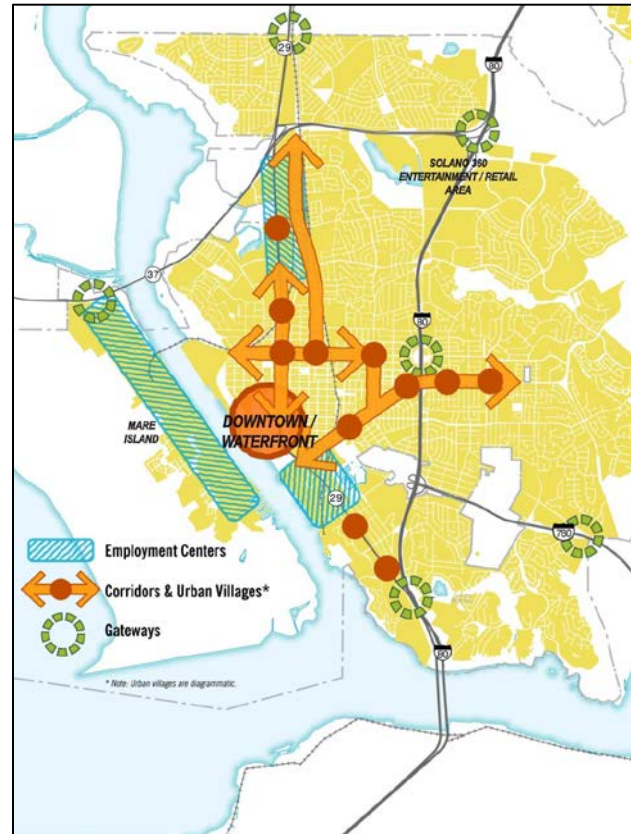 29
80
SOLANO 360
ENTERTAINMENT / RETAIL
AREA
37
80
MARE
ISLAND
DOWNTOWN /
WATERFRONT
29
780
80
Employment Centers
Corridors & Urban Villages*
Gateways
* Note: Urban villages are diagrammatic.